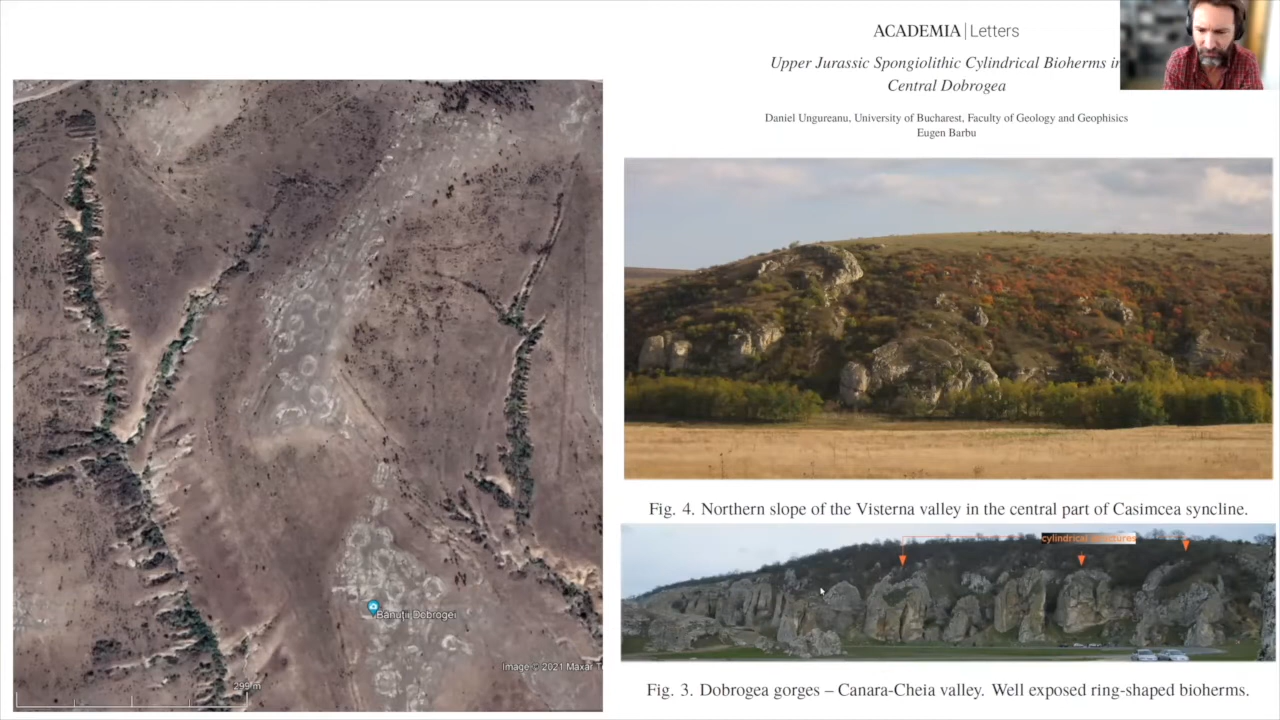 ACADEMIA | Letters
Upper Jurassic Spongiolithic Cylindrical Bioherms in
Central Dobrogea
Daniel Ungureanu, University of Bucharest, Faculty of Geology and Geophisics
Eugen Barbu
Bănuții Dobrogei
Image © 2021 Maxar T
299 m
Fig. 4. Northern slope of the Visterna valley in the central part of Casimcea syncline.
cylindrical structures
Fig. 3. Dobrogea gorges – Canara-Cheia valley. Well exposed ring-shaped bioherms.